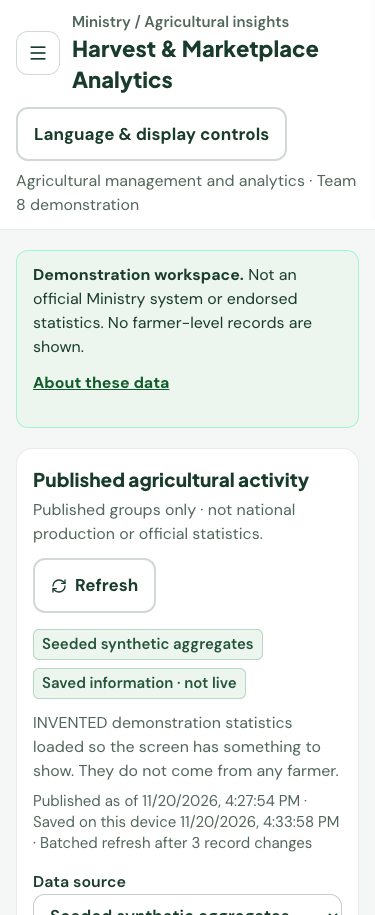 Ministry / Agricultural insights
Harvest & Marketplace
Analytics
Language & display controls
Agricultural management and analytics · Team
8 demonstration
Demonstration workspace. Not an
official Ministry system or endorsed
statistics. No farmer-level records are
shown.
About these data
Published agricultural activity
Published groups only · not national
production or official statistics.
Refresh
Seeded synthetic aggregates
Saved information · not live
INVENTED demonstration statistics
loaded so the screen has something to
show. They do not come from any farmer.
Published as of 11/20/2026, 4:27:54 PM ·
Saved on this device 11/20/2026, 4:33:58 PM
· Batched refresh after 3 record changes
Data source
Seeded synthetic aggregates